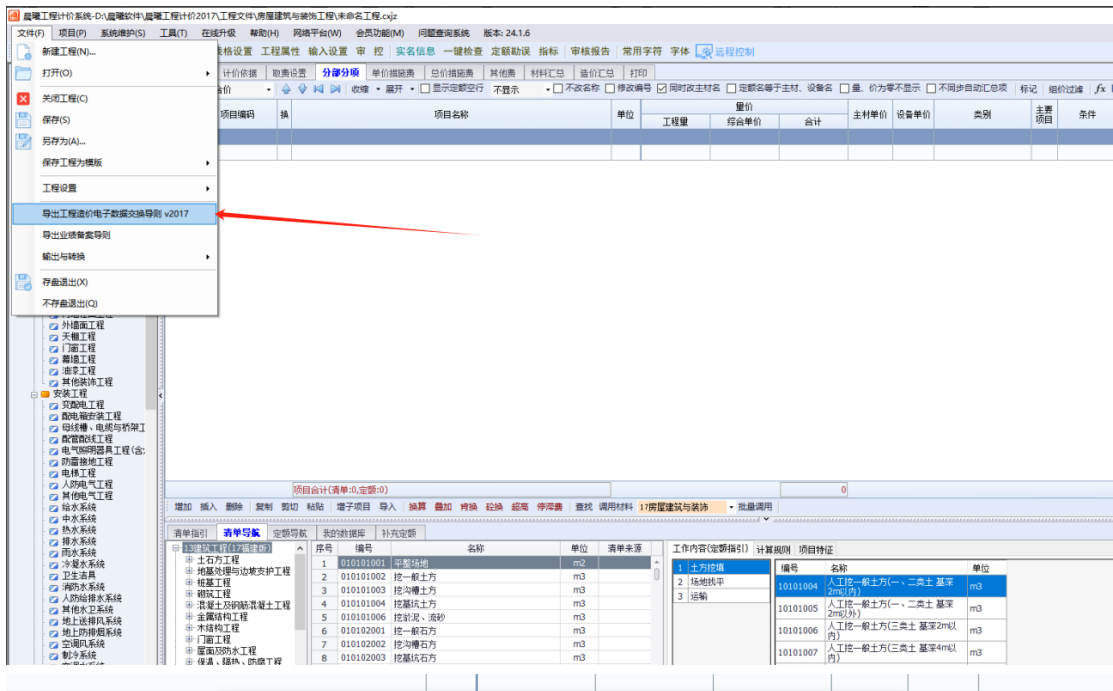 晨曦工程计价系统-D:\晨曦软件\晨曦工程计价2017\工程文件\房屋建筑与装饰工程\未命名工程.cxjz
文件(F) 项目(P) 系统维护(S) 工具(T) 在线升级 帮助(H) 网络平台(W) 会员功能(M) 问题查询系统 版本: 24.1.6
表格设置 工程属性 输入设置 审 控 实名信息 一键检查 定额勘误 指标 审核报告 常用字符 字体 远程控制
计价依据 取费设置 分部分项 单价措施费 总价措施费 其他费 材料汇总 造价汇总 打印
合价 收缩 展开 显示定额空行 不显示 不改名称 修改编号 同时改主材名 定额名等于主材、设备名 量、价为零不显示 不同步自动汇总项 标记 组价过滤 fx
项目编码 换 项目名称 单位 量价 主材单价 设备单价 类别 主要项目 条件
工程量 综合单价 合计
新建工程(N)...
打开(O)
关闭工程(C)
保存(S)
另存为(A)...
保存工程为模板
工程设置
导出工程造价电子数据交换导则 v2017
导出业绩备案导则
输出与转换
存盘退出(X)
不存盘退出(Q)
外墙面工程
天棚工程
门窗工程
幕墙工程
油漆工程
其他装饰工程
安装工程
变配电工程
配电箱安装工程
母线槽、电缆与桥架工
配管配线工程
电气照明器具工程(含:
防雷接地工程
电梯工程
人防电气工程
其他电气工程
给水系统
中水系统
热水系统
排水系统
雨水系统
冷凝水系统
卫生洁具
消防水系统
人防给排水系统
其他水卫系统
地上送排风系统
地上防排烟系统
空调风系统
制冷系统
项目合计(清单:0,定额:0) 0
增加 插入 删除 复制 剪切 粘贴 增子项目 导入 换算 叠加 肯换 砼换 超高 停滞费 查找 调用材料 17房屋建筑与装饰 批量调用
清单指引 清单导航 定额导航 我的数据库 补充定额
13建筑工程(17福建版)
土石方工程
地基处理与边坡支护工程
桩基工程
砌筑工程
混凝土及钢筋混凝土工程
金属结构工程
木结构工程
门窗工程
屋面及防水工程
保温、隔热、防腐工程
序号 编号 名称 单位 清单来源
1 010101001 平整场地 m2
2 010101002 挖一般土方 m3
3 010101003 挖沟槽土方 m3
4 010101004 挖基坑土方 m3
5 010101006 挖淤泥、流砂 m3
6 010102001 挖一般石方 m3
7 010102002 挖沟槽石方 m3
8 010102003 挖基坑石方 m3
工作内容(定额指引) 计算规则 项目特征
1 土方挖填
2 场地找平
3 运输
编号 名称 单位
10101004 人工挖一般土方(一、二类土 基深2m以内) m3
10101005 人工挖一般土方(一、二类土 基深2m以外) m3
10101006 人工挖一般土方(三类土 基深2m以内) m3
10101007 人工挖一般土方(三类土 基深4m以内) m3